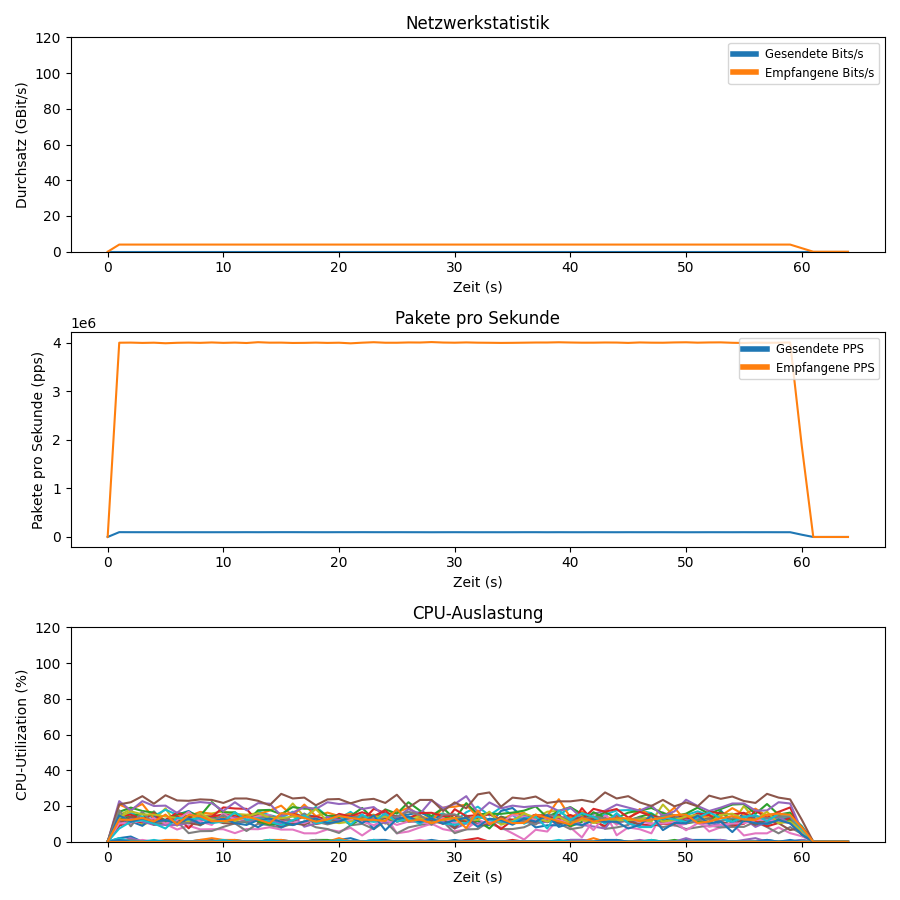 Netzwerkstatistik
120
100
80
60
40
20
0
Durchsatz (GBit/s)
Gesendete Bits/s
Empfangene Bits/s
0 10 20 30 40 50 60
Zeit (s)
Pakete pro Sekunde
1e6
4
3
2
1
0
Pakete pro Sekunde (pps)
Gesendete PPS
Empfangene PPS
0 10 20 30 40 50 60
Zeit (s)
CPU-Auslastung
120
100
80
60
40
20
0
CPU-Utilization (%)
0 10 20 30 40 50 60
Zeit (s)